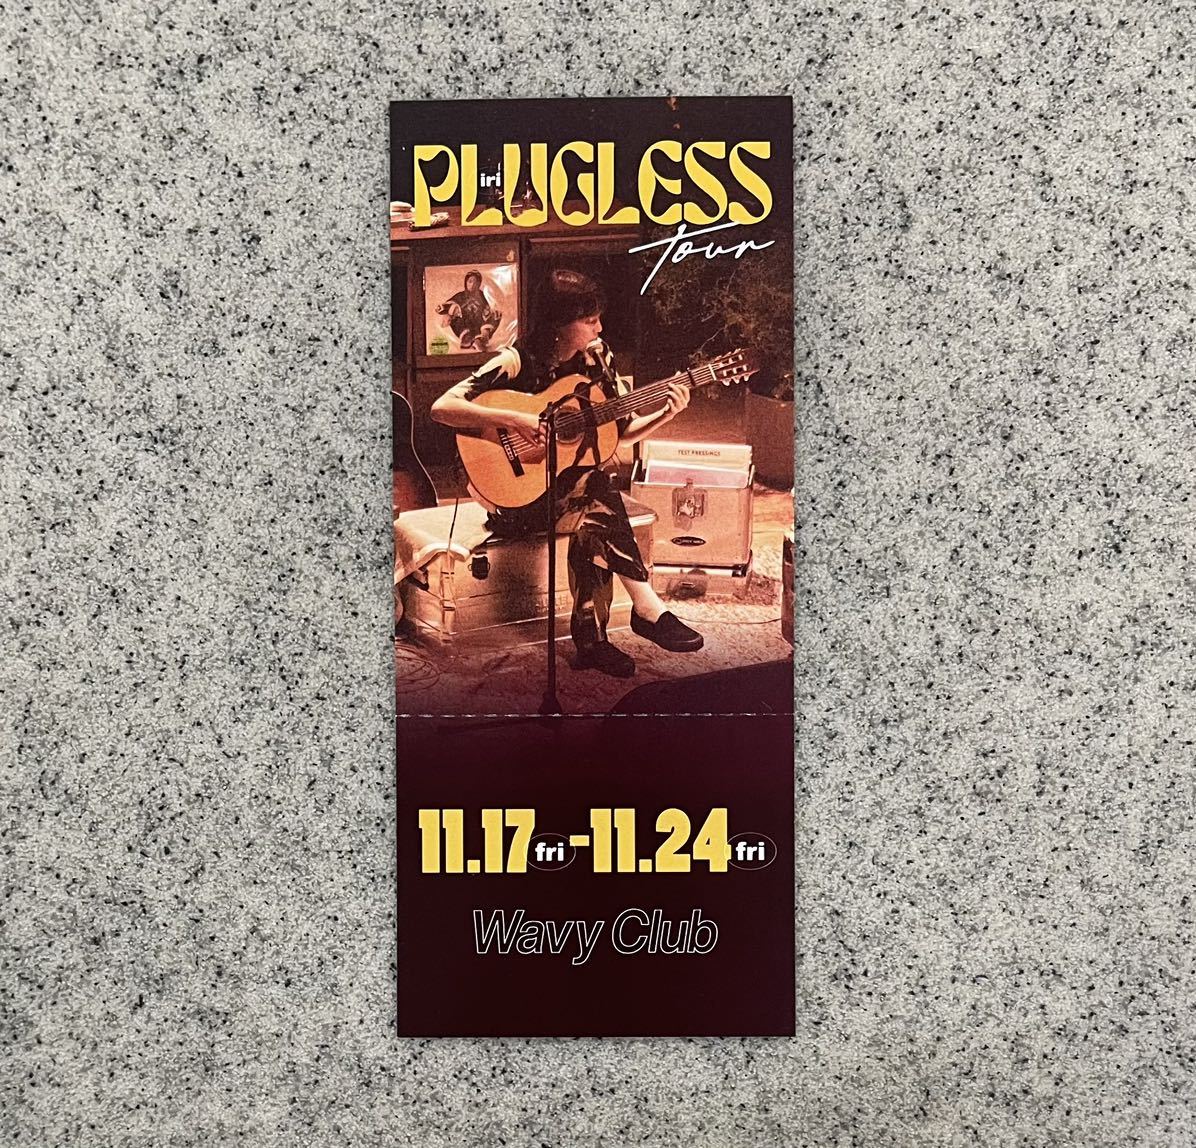 iri
PLUGLESS
Tour
TEST PRESSINGS
11.17 fri - 11.24 fri
Wavy Club